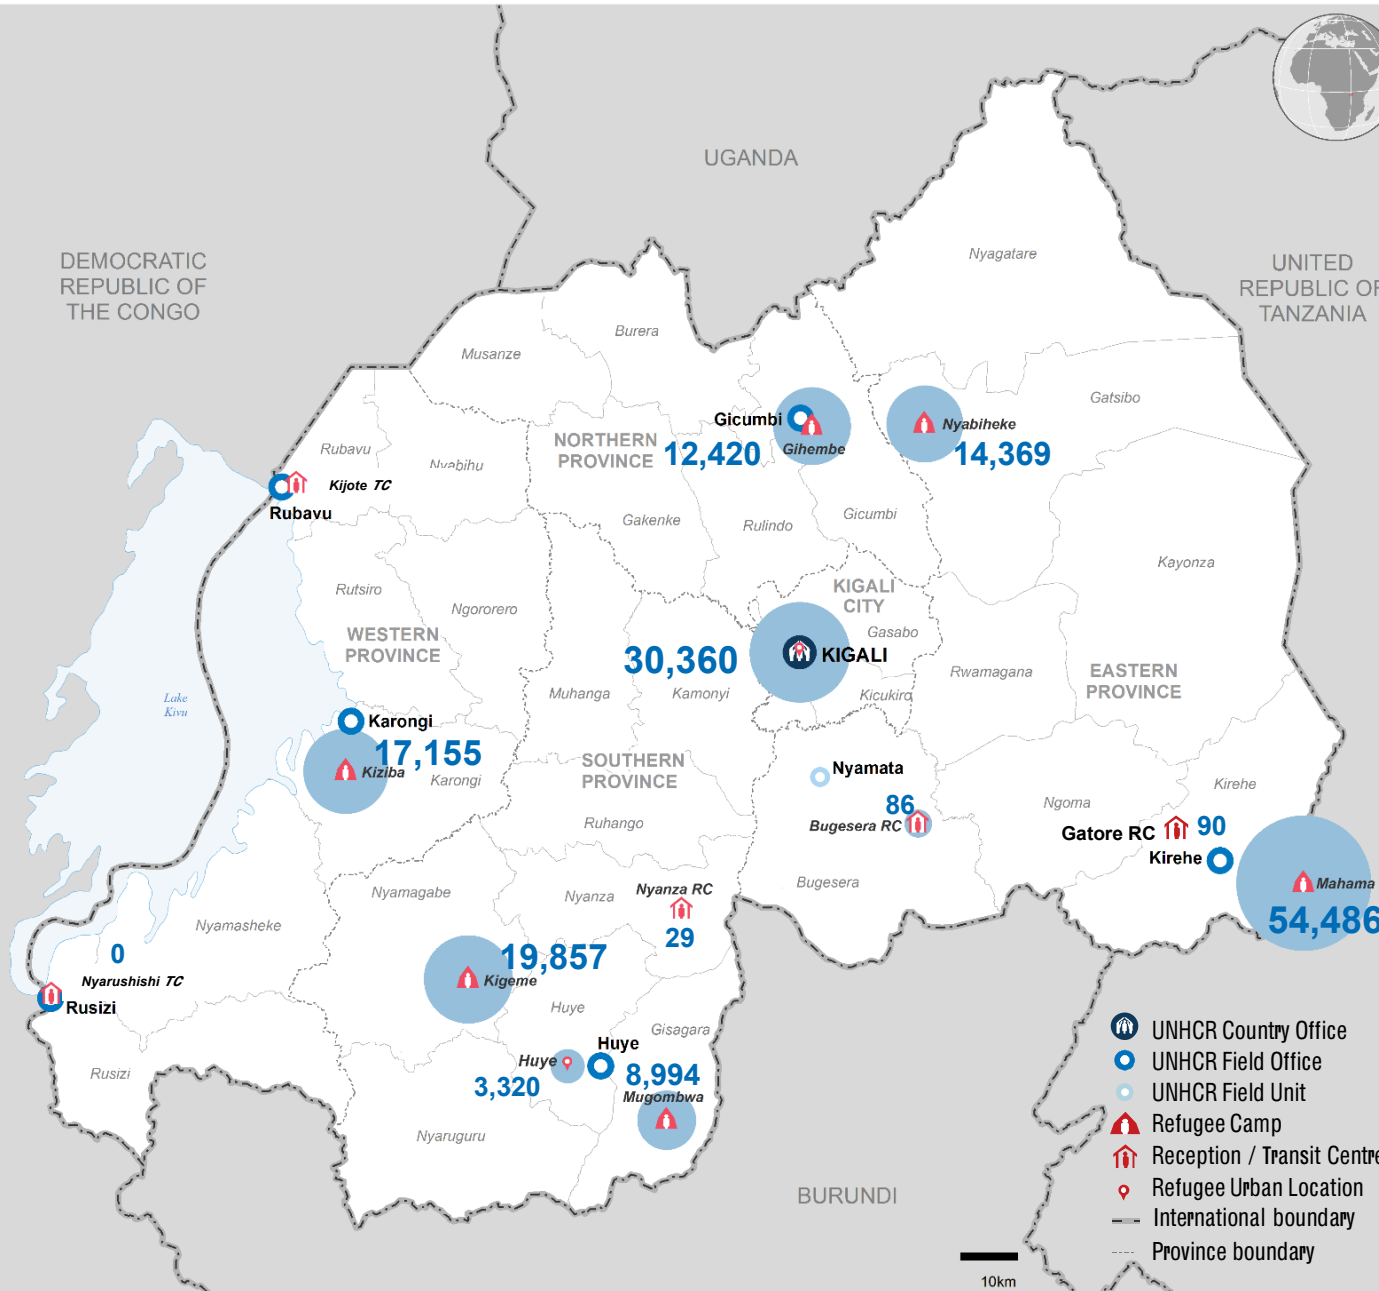 UGANDA
DEMOCRATIC
REPUBLIC OF
THE CONGO
Nyagatare
UNITED
REPUBLIC OF
TANZANIA
Burera
Musanze
Gatsibo
Gicumbi
Nyabiheke
NORTHERN
PROVINCE
12,420
Gihembe
14,369
Rubavu
Nyabihu
Kijote TC
Rubavu
Gakenke
Rulindo
Gicumbi
Kayonza
Rutsiro
Ngororero
KIGALI
CITY
Gasabo
WESTERN
PROVINCE
30,360
KIGALI
Rwamagana
EASTERN
PROVINCE
Lake
Kivu
Muhanga
Kamonyi
Kicukiro
Karongi
17,155
Kiziba
Karongi
SOUTHERN
PROVINCE
Nyamata
Kirehe
86
Bugesera RC
Ngoma
Ruhango
Gatore RC
90
Kirehe
Nyamagabe
Nyanza
Nyanza RC
Bugesera
Mahama
54,486
Nyamasheke
29
0
Nyarushishi TC
Rusizi
19,857
Kigeme
Huye
Gisagara
Huye
Huye
3,320
8,994
Mugombwa
Rusizi
Nyaruguru
BURUNDI
UNHCR Country Office
UNHCR Field Office
UNHCR Field Unit
Refugee Camp
Reception / Transit Centre
Refugee Urban Location
International boundary
Province boundary
10km